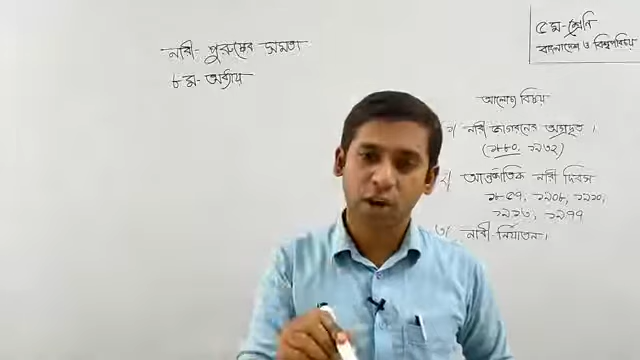 নারী-পুরুষের সমতা
৮ম-অধ্যায়
৫ম-শ্রেণি
বাংলাদেশ ও বিশ্বপরিচয়
আলোচ্য বিষয়
১/ নারী জাগরনের অগ্রদূত।
(১৮৮০, ১৯৩২)
২/ আন্তর্জাতিক নারী দিবস
১৮৫৭, ১৯০৮, ১৯১০,
১৯১৩, ১৯৭৭
৩/ নারী-নির্যাতন।